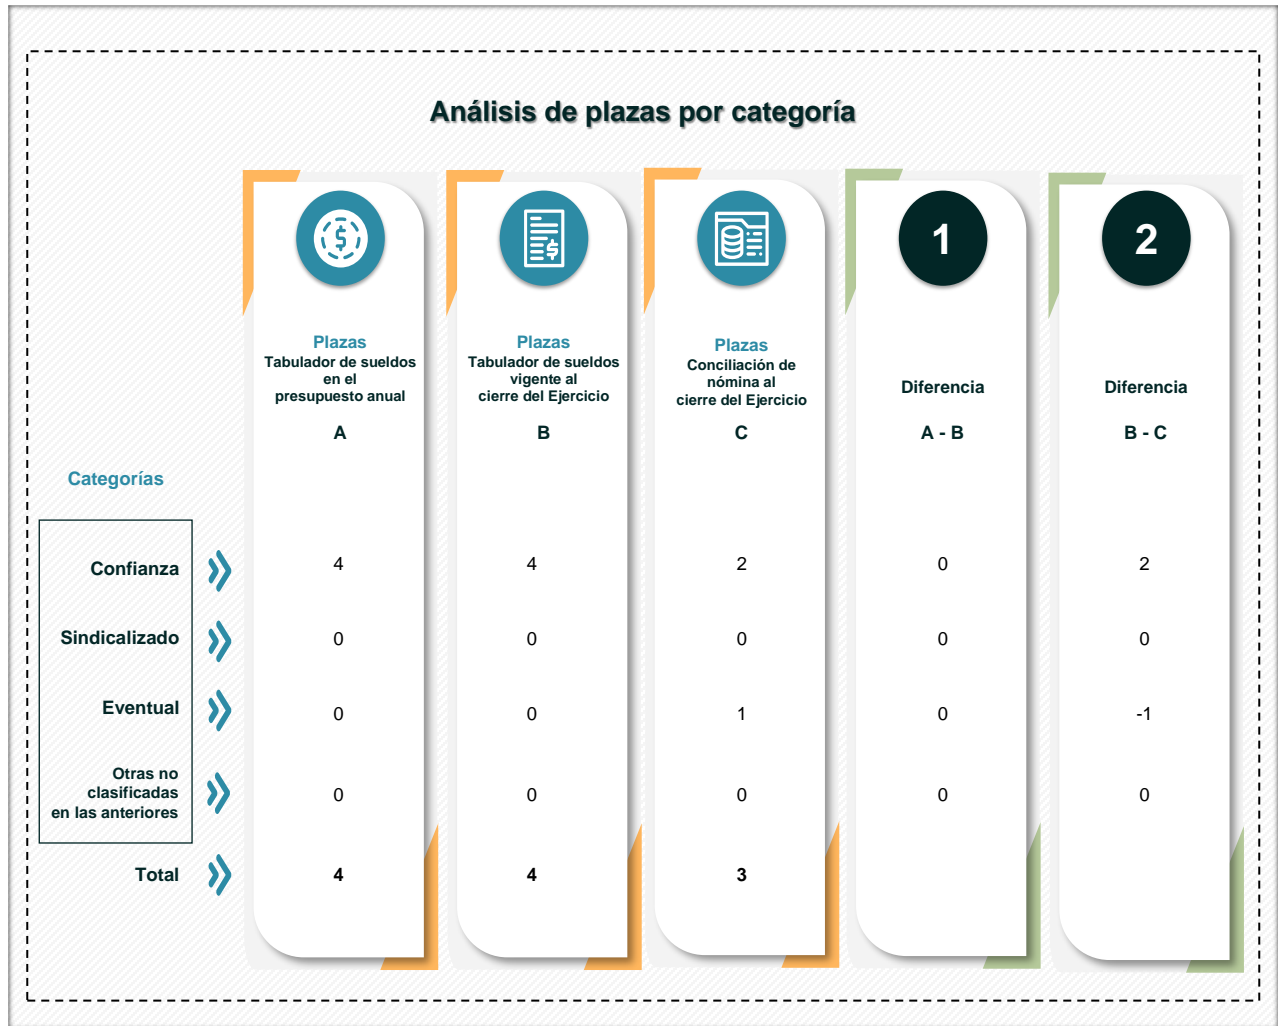 Análisis de plazas por categoría
1
2
Plazas
Tabulador de sueldos
en el
presupuesto anual
A
Plazas
Tabulador de sueldos
vigente al
cierre del Ejercicio
B
Plazas
Conciliación de
nómina al
cierre del Ejercicio
C
Diferencia
A - B
Diferencia
B - C
Categorías
Confianza
4
4
2
0
2
Sindicalizado
0
0
0
0
0
Eventual
0
0
1
0
-1
Otras no
clasificadas
en las anteriores
0
0
0
0
0
Total
4
4
3